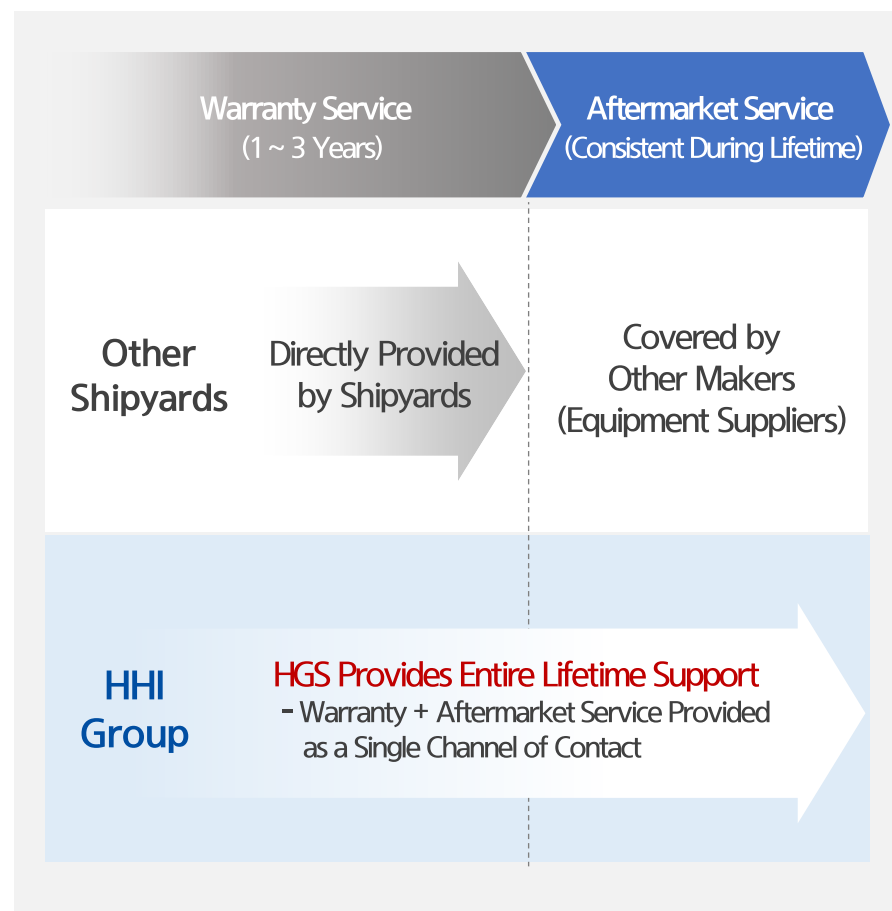 Warranty Service
(1 ~ 3 Years)
Aftermarket Service
(Consistent During Lifetime)
Other
Shipyards
Directly Provided
by Shipyards
Covered by
Other Makers
(Equipment Suppliers)
HHI
Group
HGS Provides Entire Lifetime Support
- Warranty + Aftermarket Service Provided
as a Single Channel of Contact